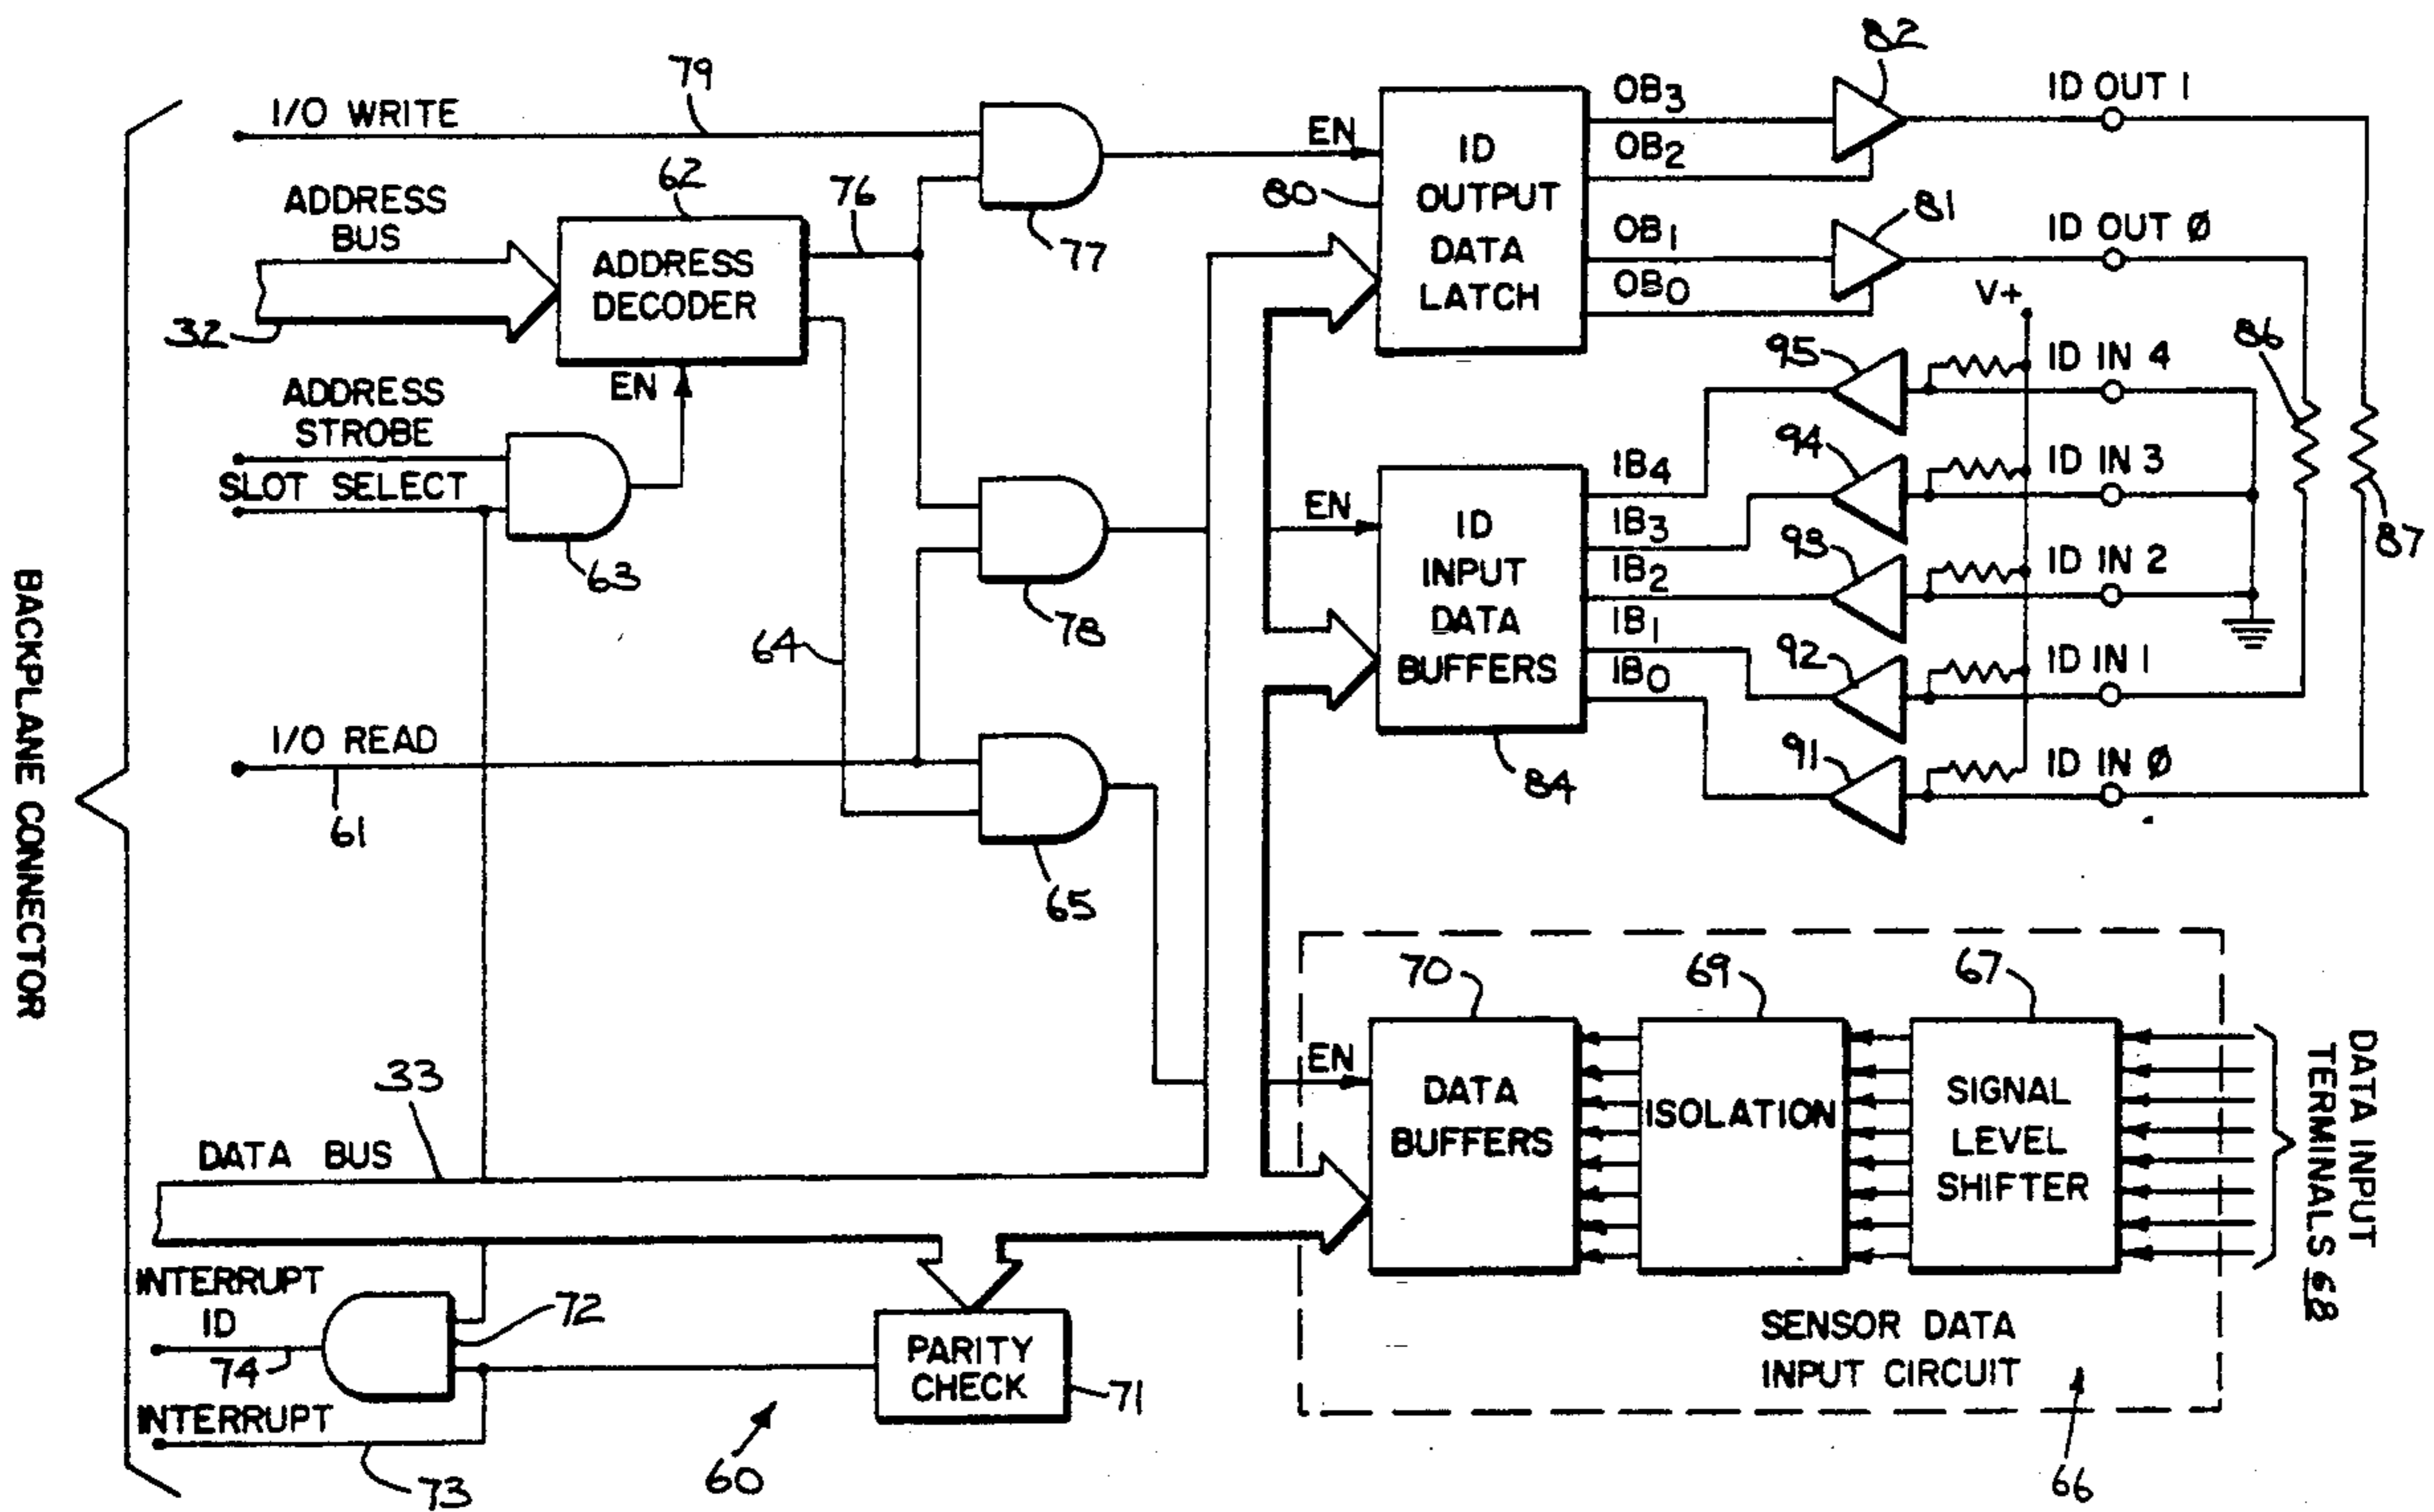 BACKPLANE CONNECTOR
I/O WRITE
79
ADDRESS
BUS
32
62
ADDRESS
DECODER
EN
76
77
ADDRESS
STROBE
SLOT SELECT
63
64
78
I/O READ
61
65
33
DATA BUS
INTERRUPT
ID
74
72
INTERRUPT
73
PARITY
CHECK
71
60
EN
80
ID
OUTPUT
DATA
LATCH
OB3
OB2
OB1
OB0
82
81
ID OUT 1
ID OUT Ø
V+
EN
ID
INPUT
DATA
BUFFERS
84
IB4
IB3
IB2
IB1
IB0
95
94
93
92
91
ID IN 4
ID IN 3
ID IN 2
ID IN 1
ID IN Ø
86
87
EN
70
DATA
BUFFERS
69
ISOLATION
67
SIGNAL
LEVEL
SHIFTER
DATA INPUT
TERMINALS 68
SENSOR DATA
INPUT CIRCUIT
66